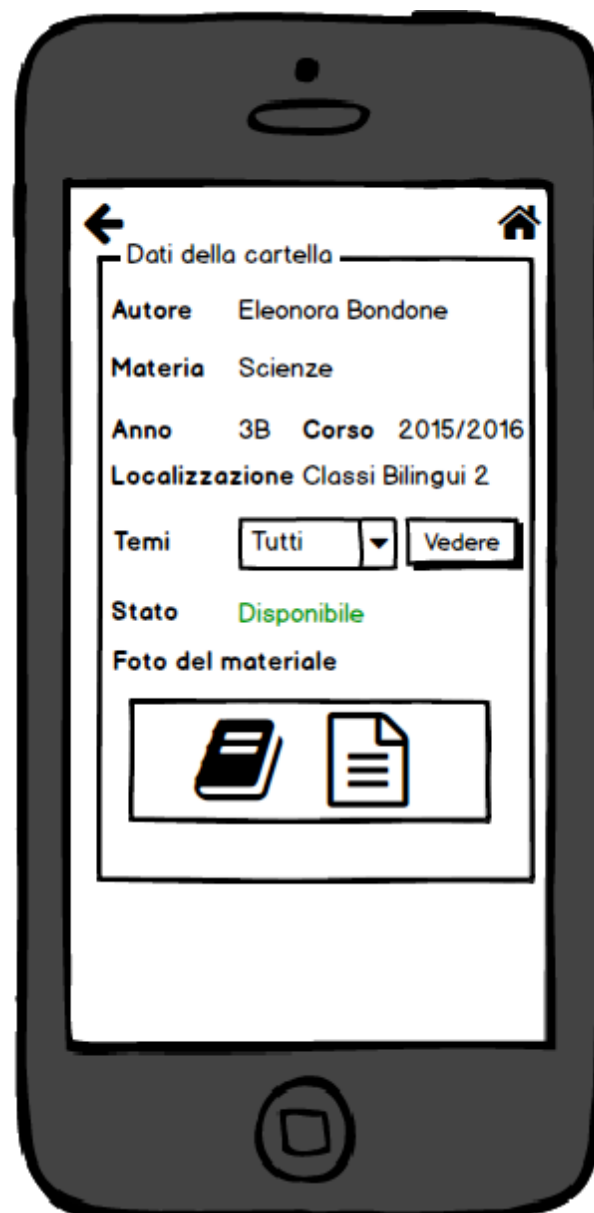 Dati della cartella
Autore Eleonora Bondone
Materia Scienze
Anno 3B Corso 2015/2016
Localizzazione Classi Bilingui 2
Temi Tutti Vedere
Stato Disponibile
Foto del materiale